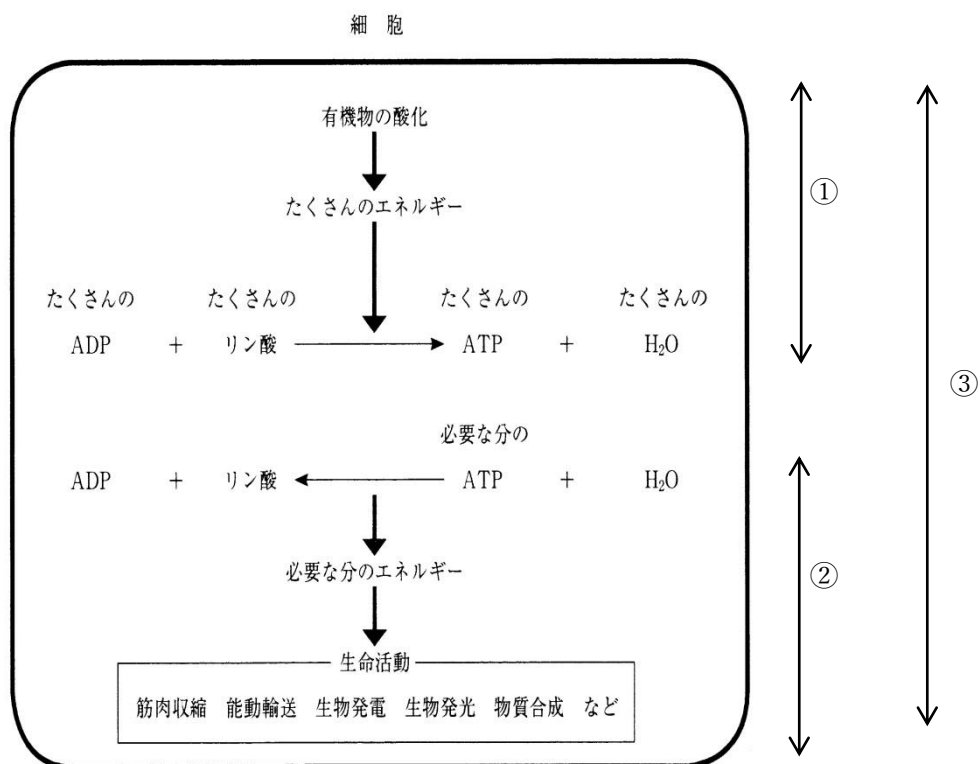 細 胞
有機物の酸化
たくさんのエネルギー
①
たくさんの たくさんの たくさんの たくさんの
ADP + リン酸 → ATP + H₂O
③
必要な分の
ADP + リン酸 ← ATP + H₂O
必要な分のエネルギー
②
生命活動
筋肉収縮 能動輸送 生物発電 生物発光 物質合成 など